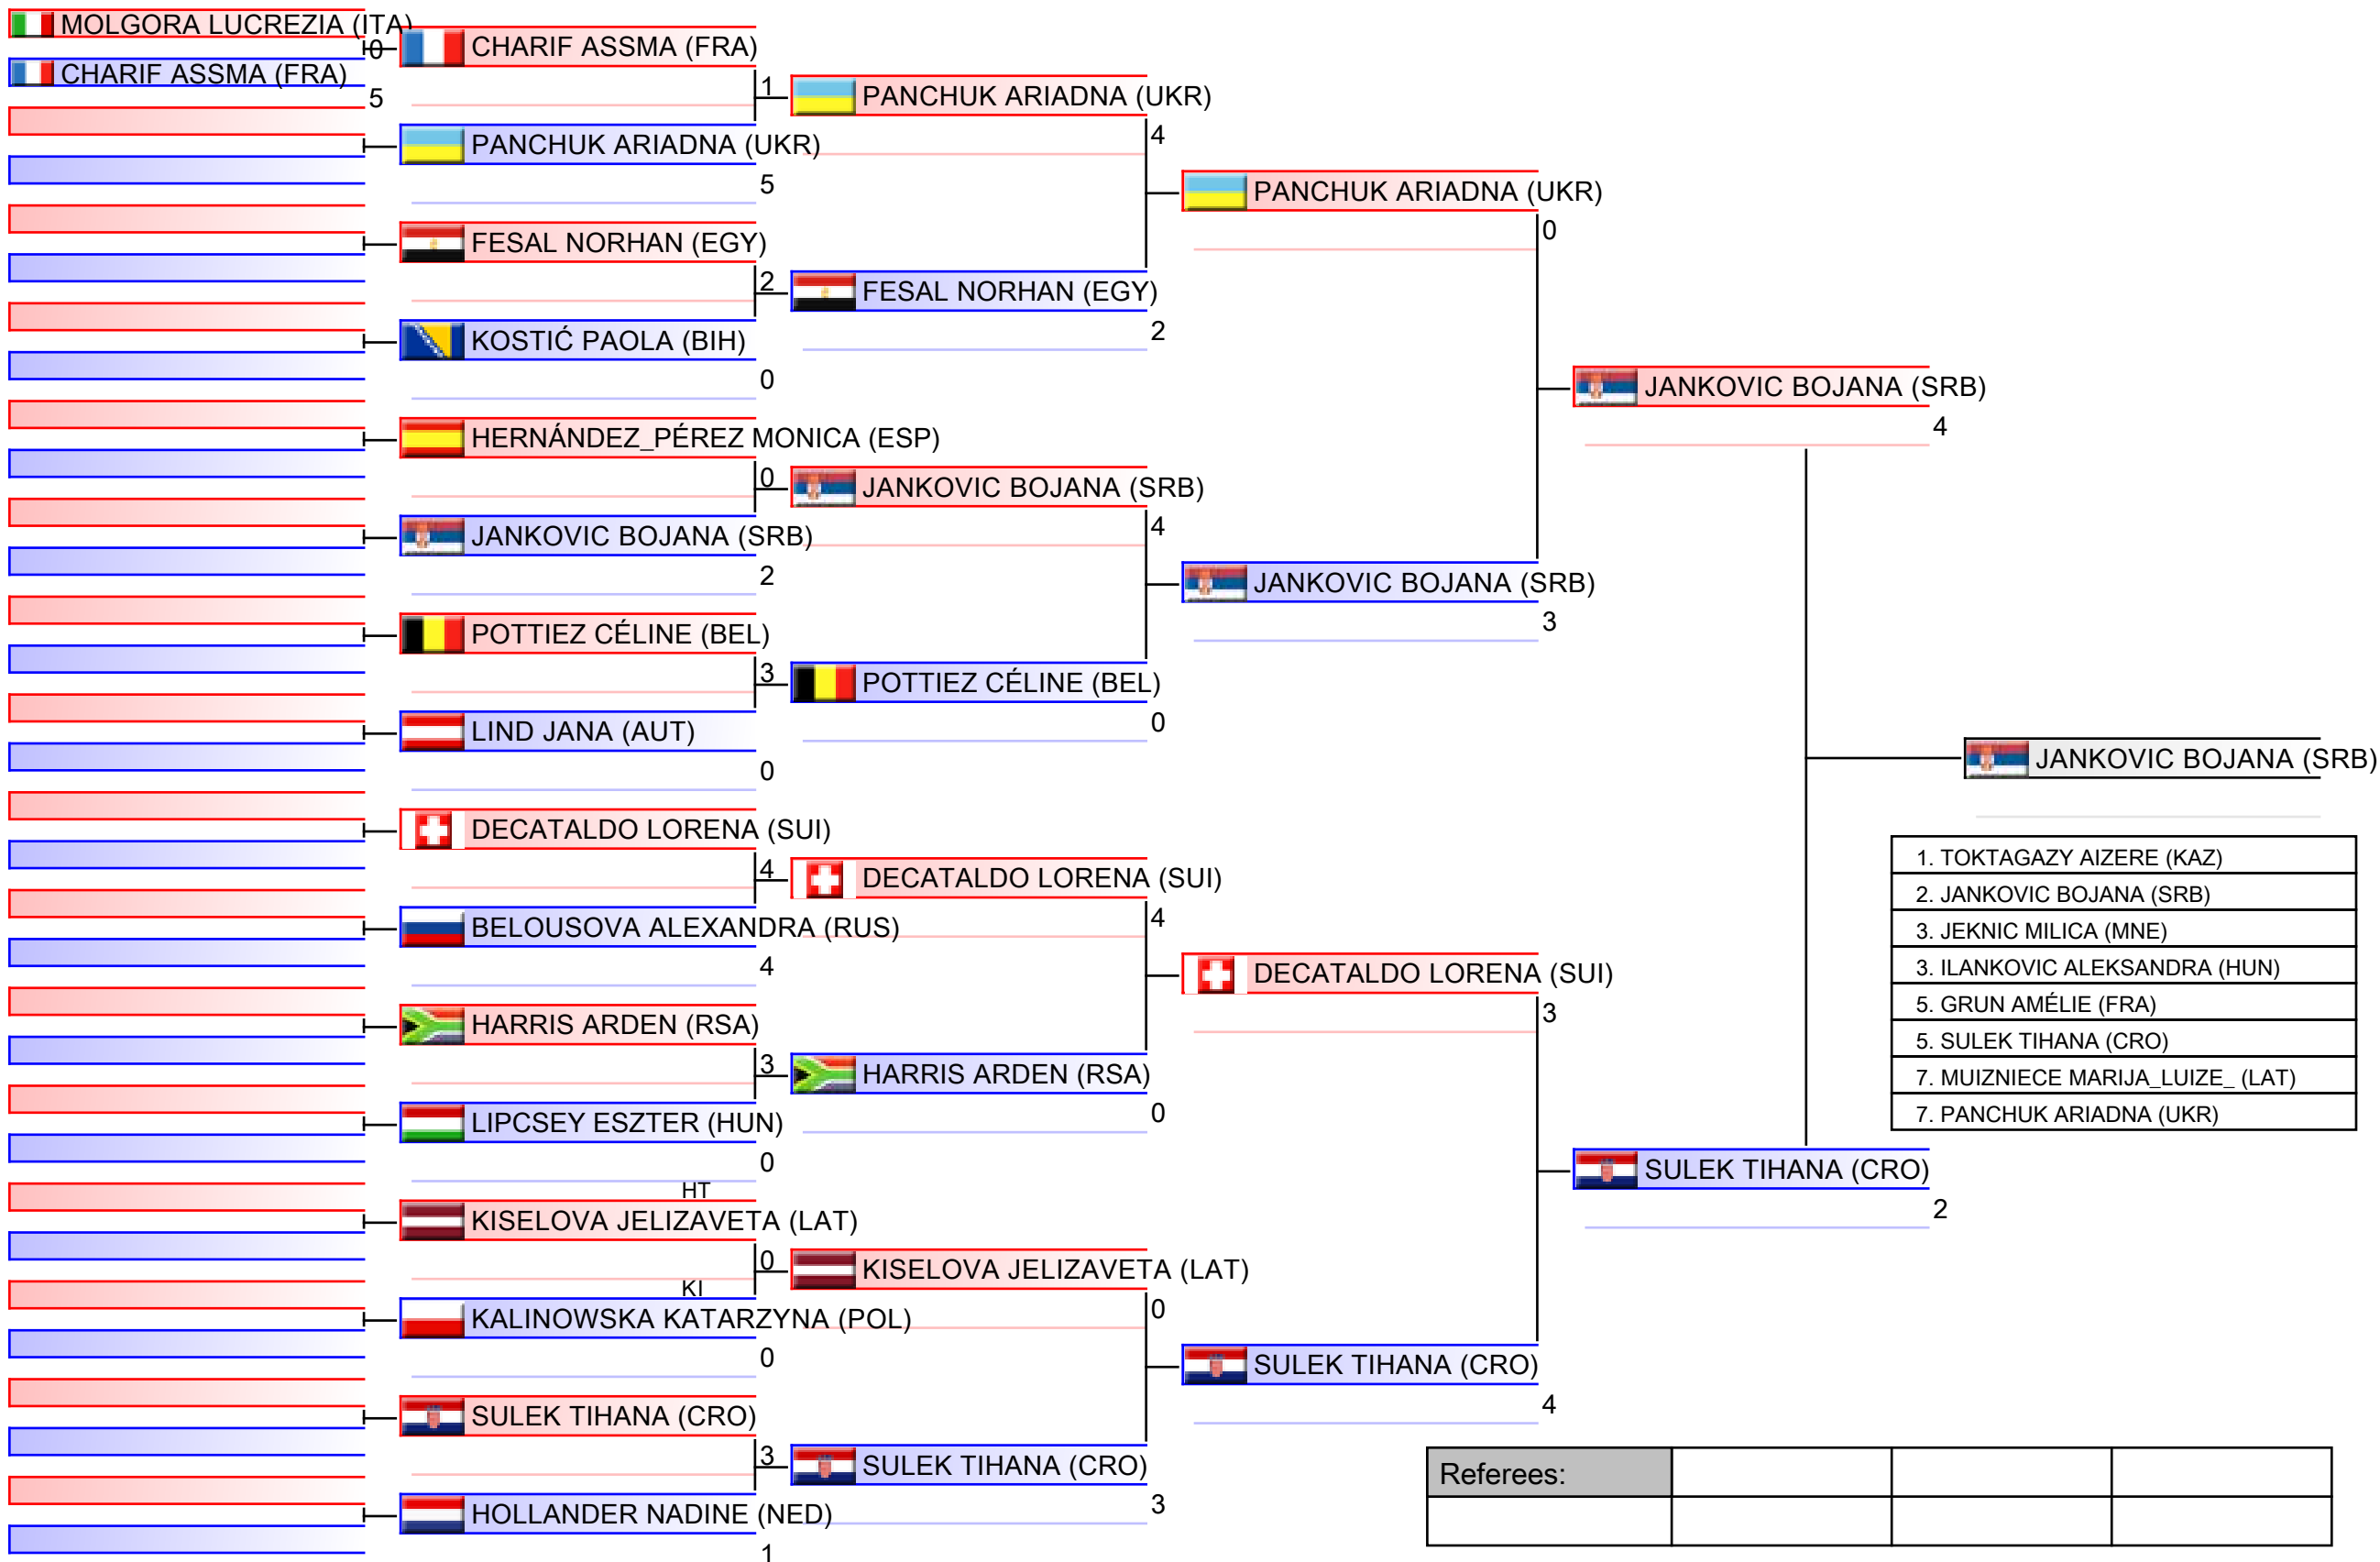 MOLGORA LUCREZIA (ITA)
0
CHARIF ASSMA (FRA)
5
CHARIF ASSMA (FRA)
1
PANCHUK ARIADNA (UKR)
5
FESAL NORHAN (EGY)
2
KOSTIĆ PAOLA (BIH)
0
HERNÁNDEZ_PÉREZ MONICA (ESP)
0
JANKOVIC BOJANA (SRB)
2
POTTIEZ CÉLINE (BEL)
3
LIND JANA (AUT)
0
DECATALDO LORENA (SUI)
4
BELOUSOVA ALEXANDRA (RUS)
4
HARRIS ARDEN (RSA)
3
LIPCSEY ESZTER (HUN)
0
HT
KISELOVA JELIZAVETA (LAT)
0
KI
KALINOWSKA KATARZYNA (POL)
0
SULEK TIHANA (CRO)
3
HOLLANDER NADINE (NED)
1
PANCHUK ARIADNA (UKR)
4
FESAL NORHAN (EGY)
2
JANKOVIC BOJANA (SRB)
4
POTTIEZ CÉLINE (BEL)
0
DECATALDO LORENA (SUI)
4
HARRIS ARDEN (RSA)
0
KISELOVA JELIZAVETA (LAT)
0
SULEK TIHANA (CRO)
3
PANCHUK ARIADNA (UKR)
0
JANKOVIC BOJANA (SRB)
3
DECATALDO LORENA (SUI)
3
SULEK TIHANA (CRO)
4
JANKOVIC BOJANA (SRB)
4
SULEK TIHANA (CRO)
2
JANKOVIC BOJANA (SRB)
1. TOKTAGAZY AIZERE (KAZ)
2. JANKOVIC BOJANA (SRB)
3. JEKNIC MILICA (MNE)
3. ILANKOVIC ALEKSANDRA (HUN)
5. GRUN AMÉLIE (FRA)
5. SULEK TIHANA (CRO)
7. MUIZNIECE MARIJA_LUIZE_ (LAT)
7. PANCHUK ARIADNA (UKR)
Referees: